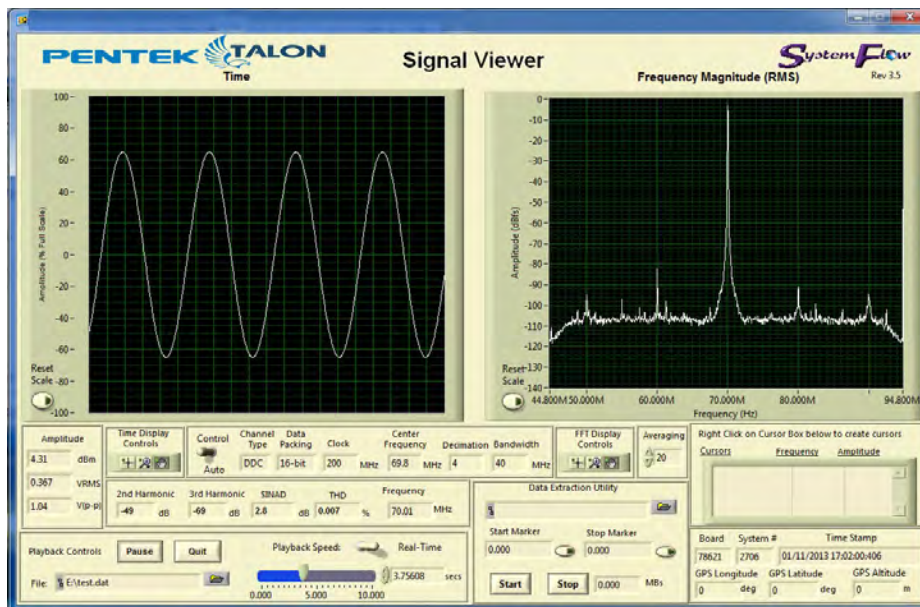 PENTEK TALON
Signal Viewer
SystemFlow
Rev 3.5
Time
Frequency Magnitude (RMS)
Amplitude (% Full Scale)
100
80
60
40
20
0
-20
-40
-60
-80
-100
Reset
Scale
Amplitude (dBfs)
0
-10
-20
-30
-40
-50
-60
-70
-80
-90
-100
-110
-120
-130
-140
Reset
Scale
44.800M 50.000M 60.000M 70.000M 80.000M 94.800M
Frequency (Hz)
Amplitude
4.31 dBm
0.367 VRMS
1.04 V(p-p)
Time Display
Controls
Control
Auto
Channel Type
DDC
Data Packing
16-bit
Clock
200 MHz
Center Frequency
69.8 MHz
Decimation
4
Bandwidth
40 MHz
FFT Display
Controls
Averaging
20
2nd Harmonic
-49 dB
3rd Harmonic
-69 dB
SINAD
2.8 dB
THD
0.007 %
Frequency
70.01 MHz
Right Click on Cursor Box below to create cursors
Cursors Frequency Amplitude
Data Extraction Utility
Start Marker
0.000
Stop Marker
0.000
Start Stop 0.000 MBs
Playback Controls Pause Quit
Playback Speed: Real-Time
File: E:\test.dat
0.000 5.000 10.000
3.75608 secs
Board System # Time Stamp
78621 2706 01/11/2013 17:02:00:406
GPS Longitude GPS Latitude GPS Altitude
0 deg 0 deg 0 m